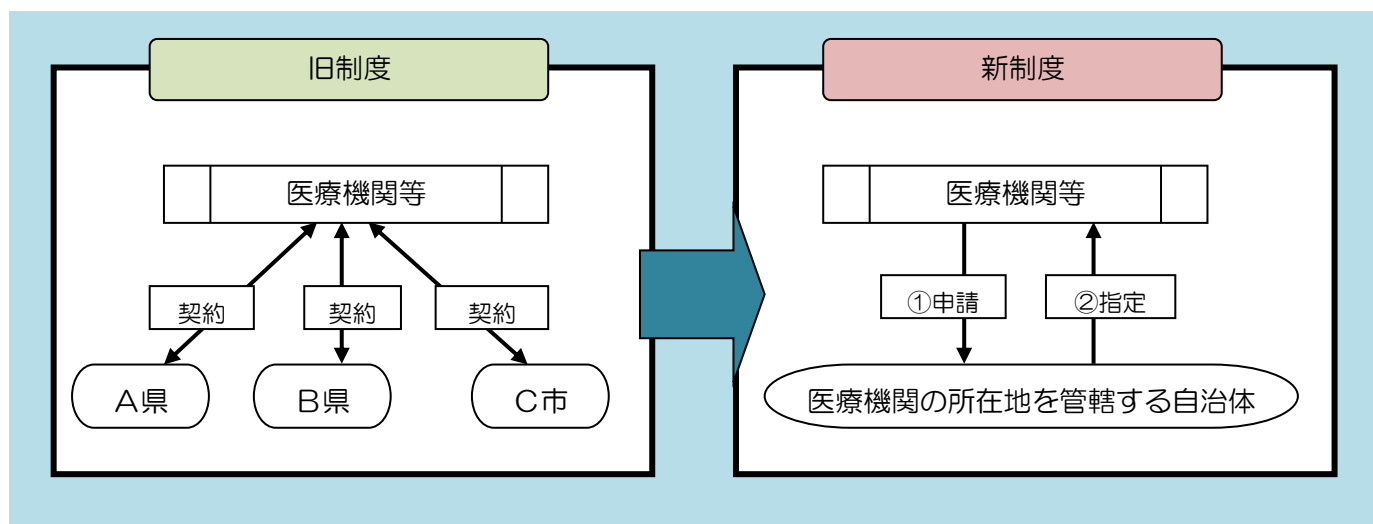 旧制度
医療機関等
契約
契約
契約
A県
B県
C市
新制度
医療機関等
①申請
②指定
医療機関の所在地を管轄する自治体